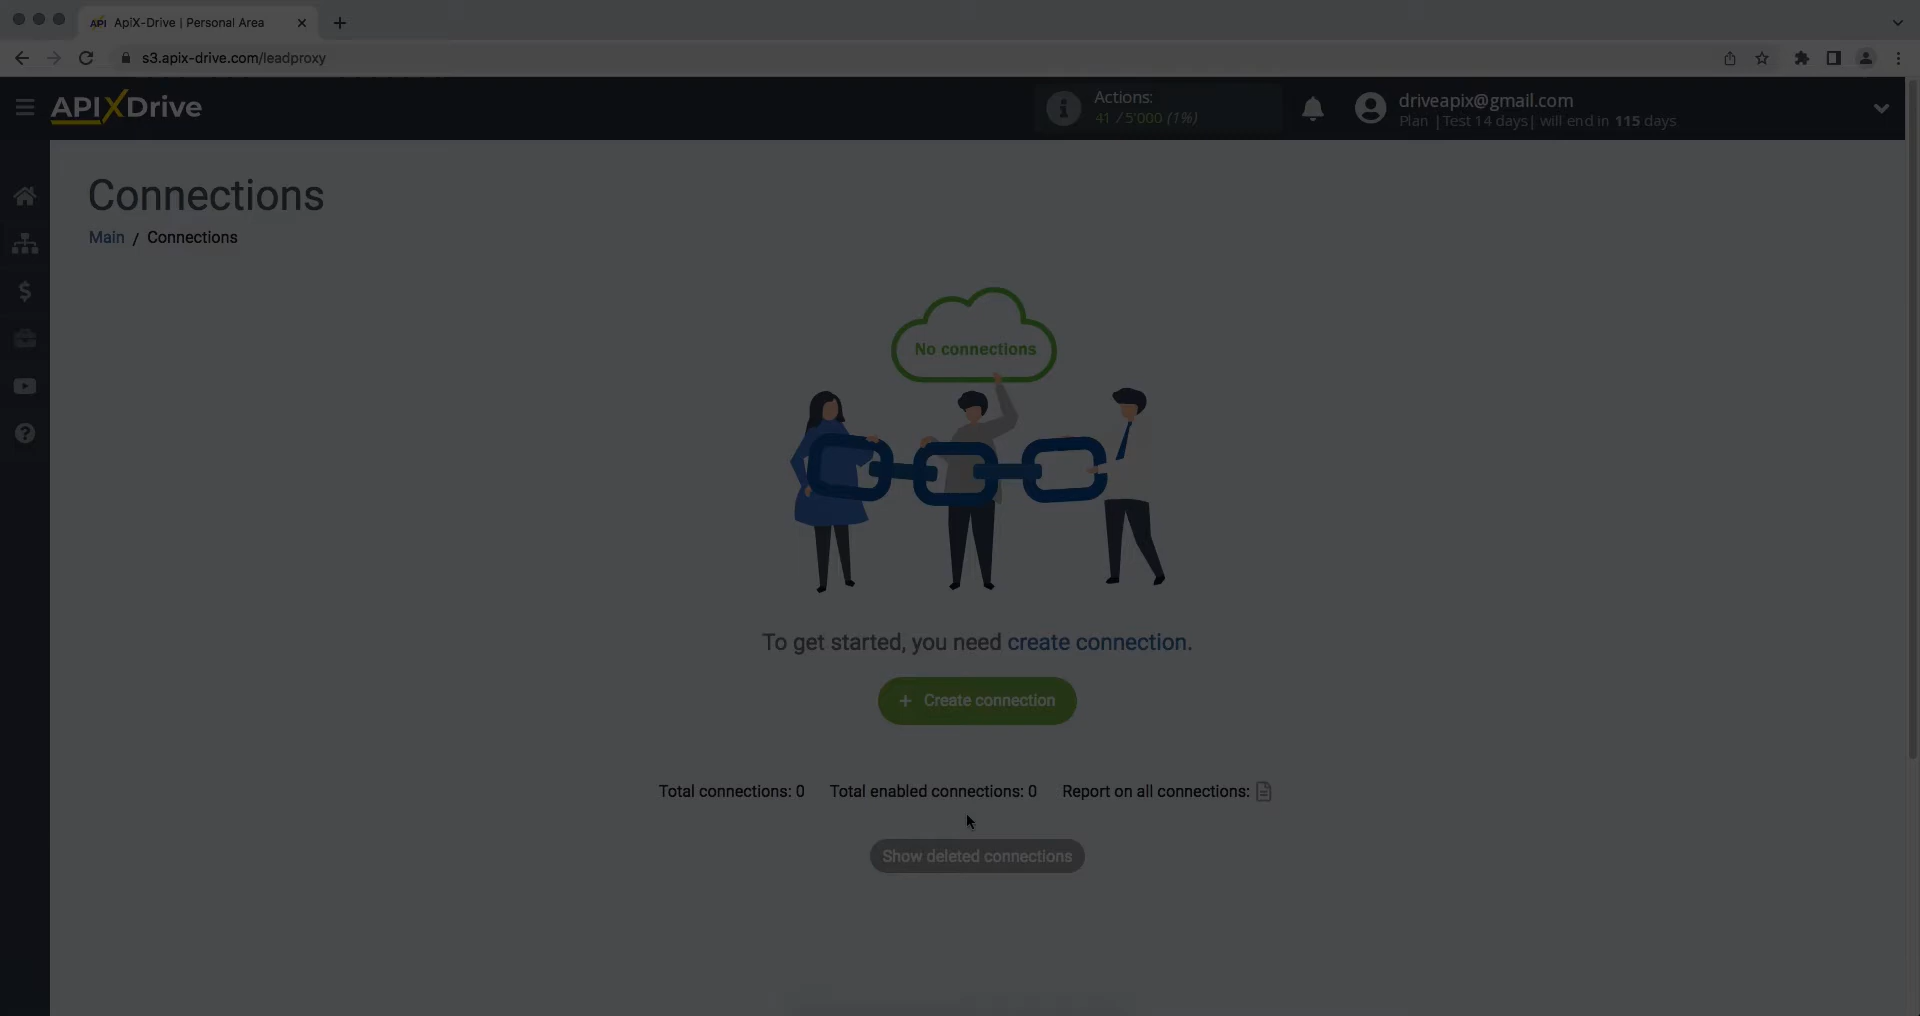 API ApiX-Drive | Personal Area
s3.apix-drive.com/leadproxy
APIXDrive
Actions:
41 / 5'000 (1%)
driveapix@gmail.com
Plan |Test 14 days| will end in 115 days
Connections
Main / Connections
No connections
To get started, you need create connection.
+ Create connection
Total connections: 0 Total enabled connections: 0 Report on all connections:
Show deleted connections